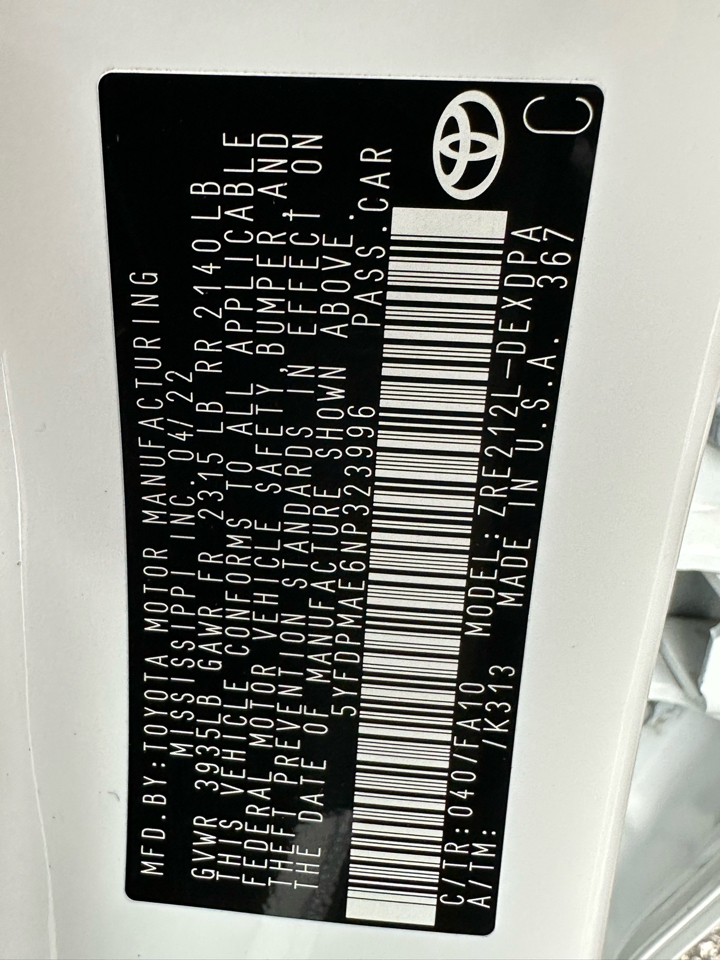 MFD.BY:TOYOTA MOTOR MANUFACTURING
MISSISSIPPI INC. 04/22
GVWR 3935LB GAWR FR 2315 LB RR 2140LB
THIS VEHICLE CONFORMS TO ALL APPLICABLE
FEDERAL MOTOR VEHICLE SAFETY, BUMPER, AND
THEFT PREVENTION STANDARDS IN EFFECT ON
THE DATE OF MANUFACTURE SHOWN ABOVE.
5YFDPMAE6NP323996 PASS.CAR
C/TR:040/FA10 MODEL:ZRE212L-DEXDPA
A/TM: /K313 MADE IN U.S.A. 367
C